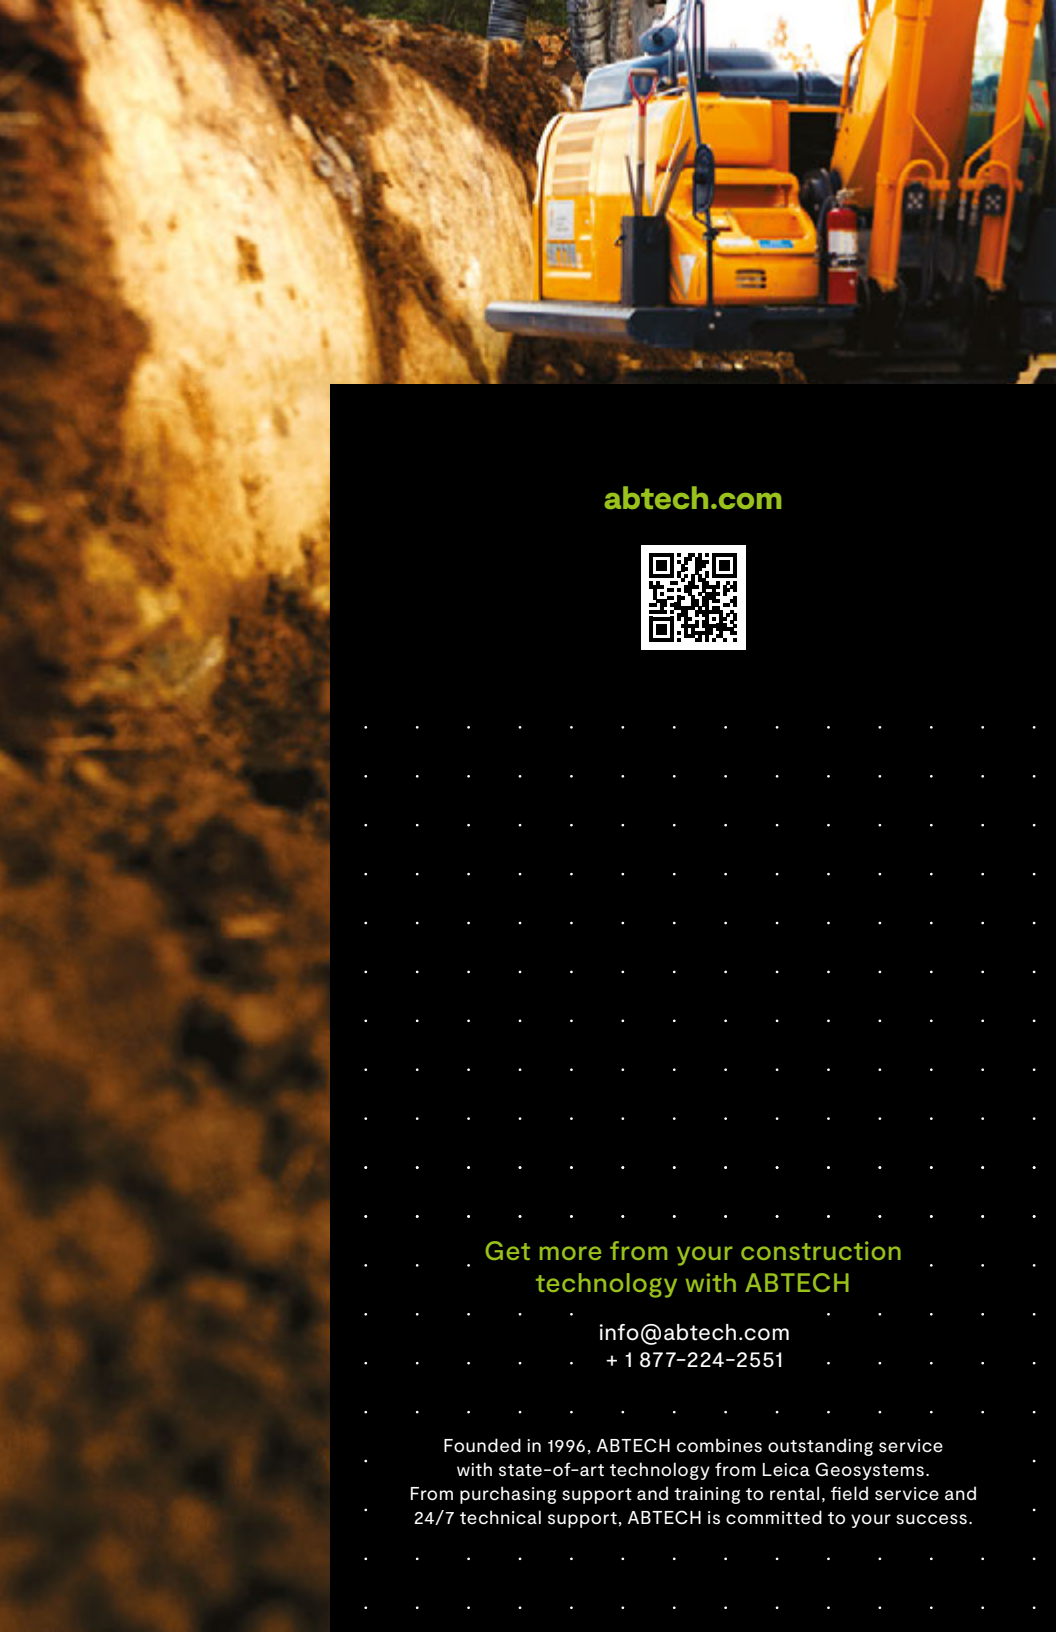 abtech.com
Get more from your construction
technology with ABTECH
info@abtech.com
+ 1 877-224-2551
Founded in 1996, ABTECH combines outstanding service
with state-of-art technology from Leica Geosystems.
From purchasing support and training to rental, field service and
24/7 technical support, ABTECH is committed to your success.